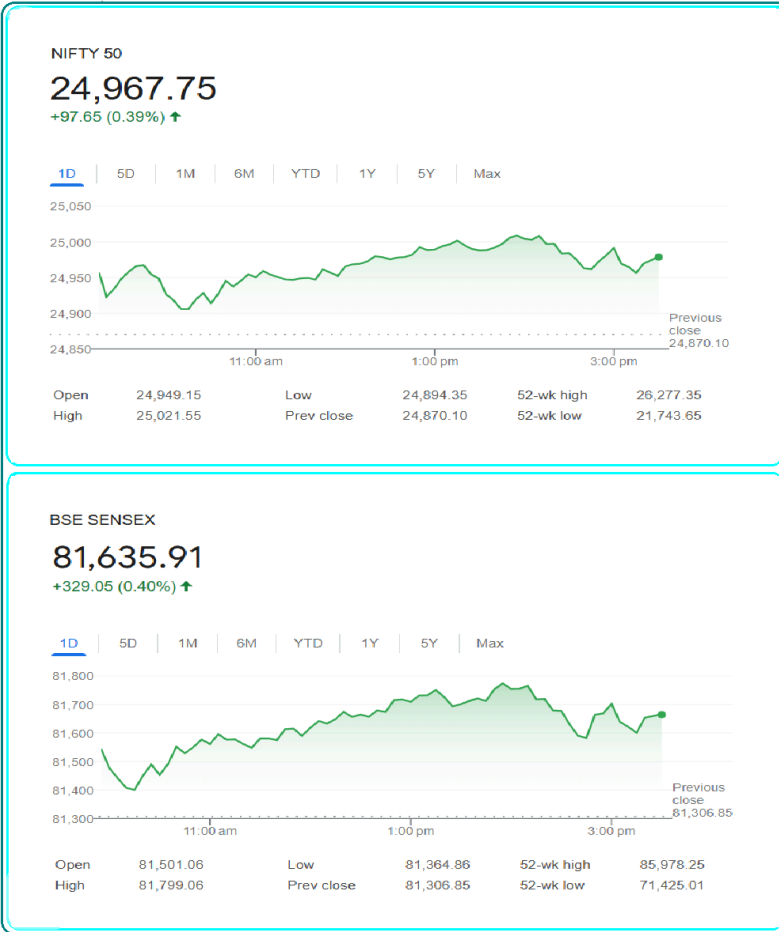 NIFTY 50
24,967.75
+97.65 (0.39%) ↑
1D 5D 1M 6M YTD 1Y 5Y Max
25,050
25,000
24,950
24,900
24,850
Previous
close
24,870.10
11:00 am 1:00 pm 3:00 pm
Open 24,949.15 Low 24,894.35 52-wk high 26,277.35
High 25,021.55 Prev close 24,870.10 52-wk low 21,743.65
BSE SENSEX
81,635.91
+329.05 (0.40%) ↑
1D 5D 1M 6M YTD 1Y 5Y Max
81,800
81,700
81,600
81,500
81,400
81,300
Previous
close
81,306.85
11:00 am 1:00 pm 3:00 pm
Open 81,501.06 Low 81,364.86 52-wk high 85,978.25
High 81,799.06 Prev close 81,306.85 52-wk low 71,425.01